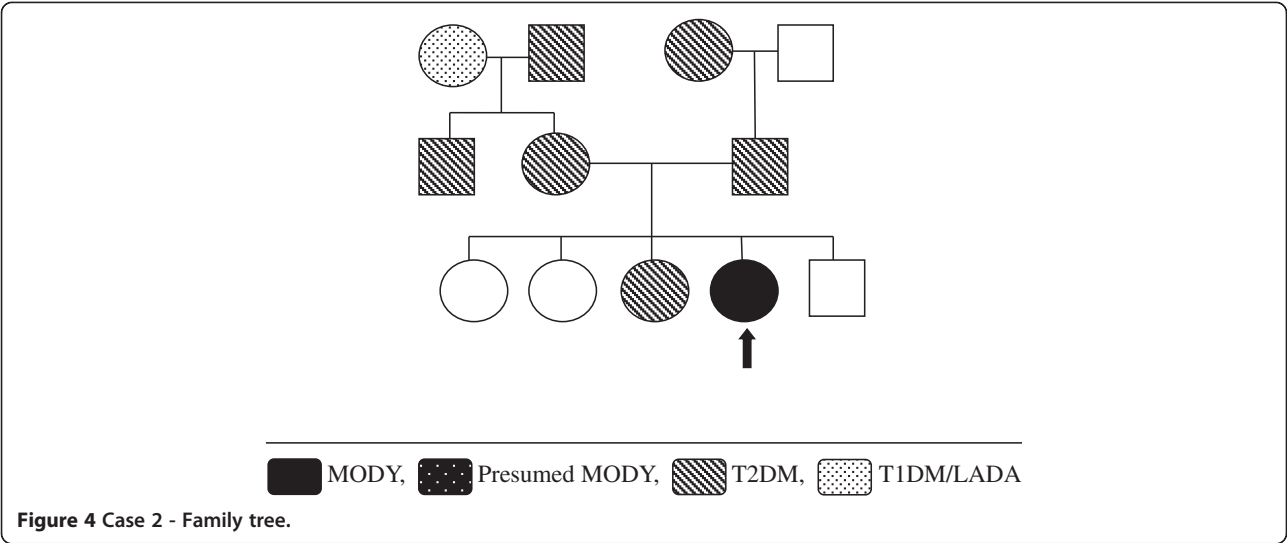 MODY, Presumed MODY, T2DM, T1DM/LADA
Figure 4 Case 2 - Family tree.